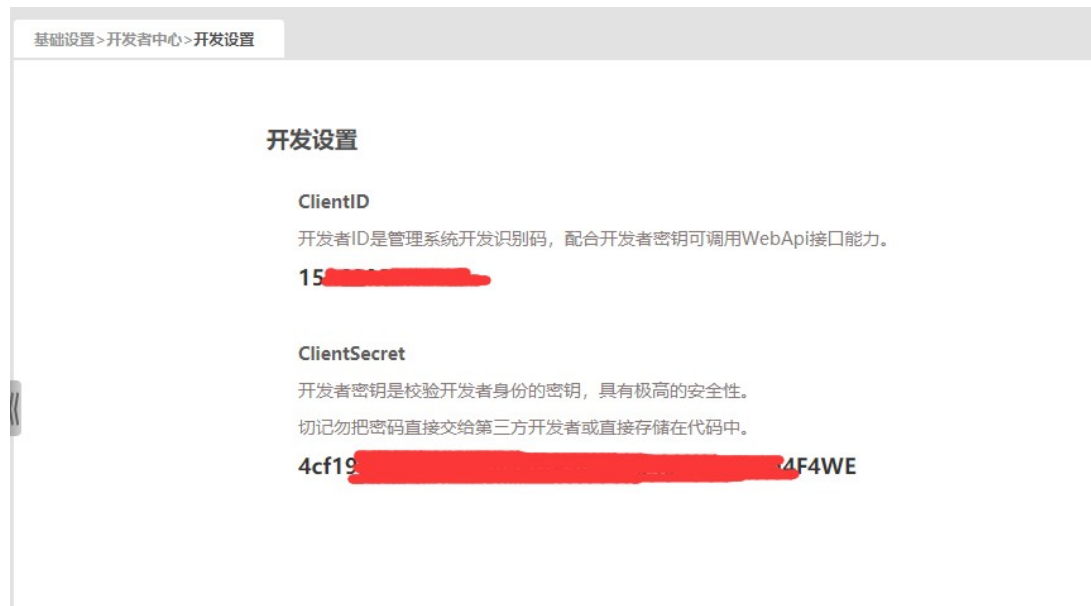 基础设置>开发者中心>开发设置
开发设置
ClientID
开发者ID是管理系统开发识别码，配合开发者密钥可调用WebApi接口能力。
15
ClientSecret
开发者密钥是校验开发者身份的密钥，具有极高的安全性。
切记勿把密码直接交给第三方开发者或直接存储在代码中。
4cf19 4F4WE